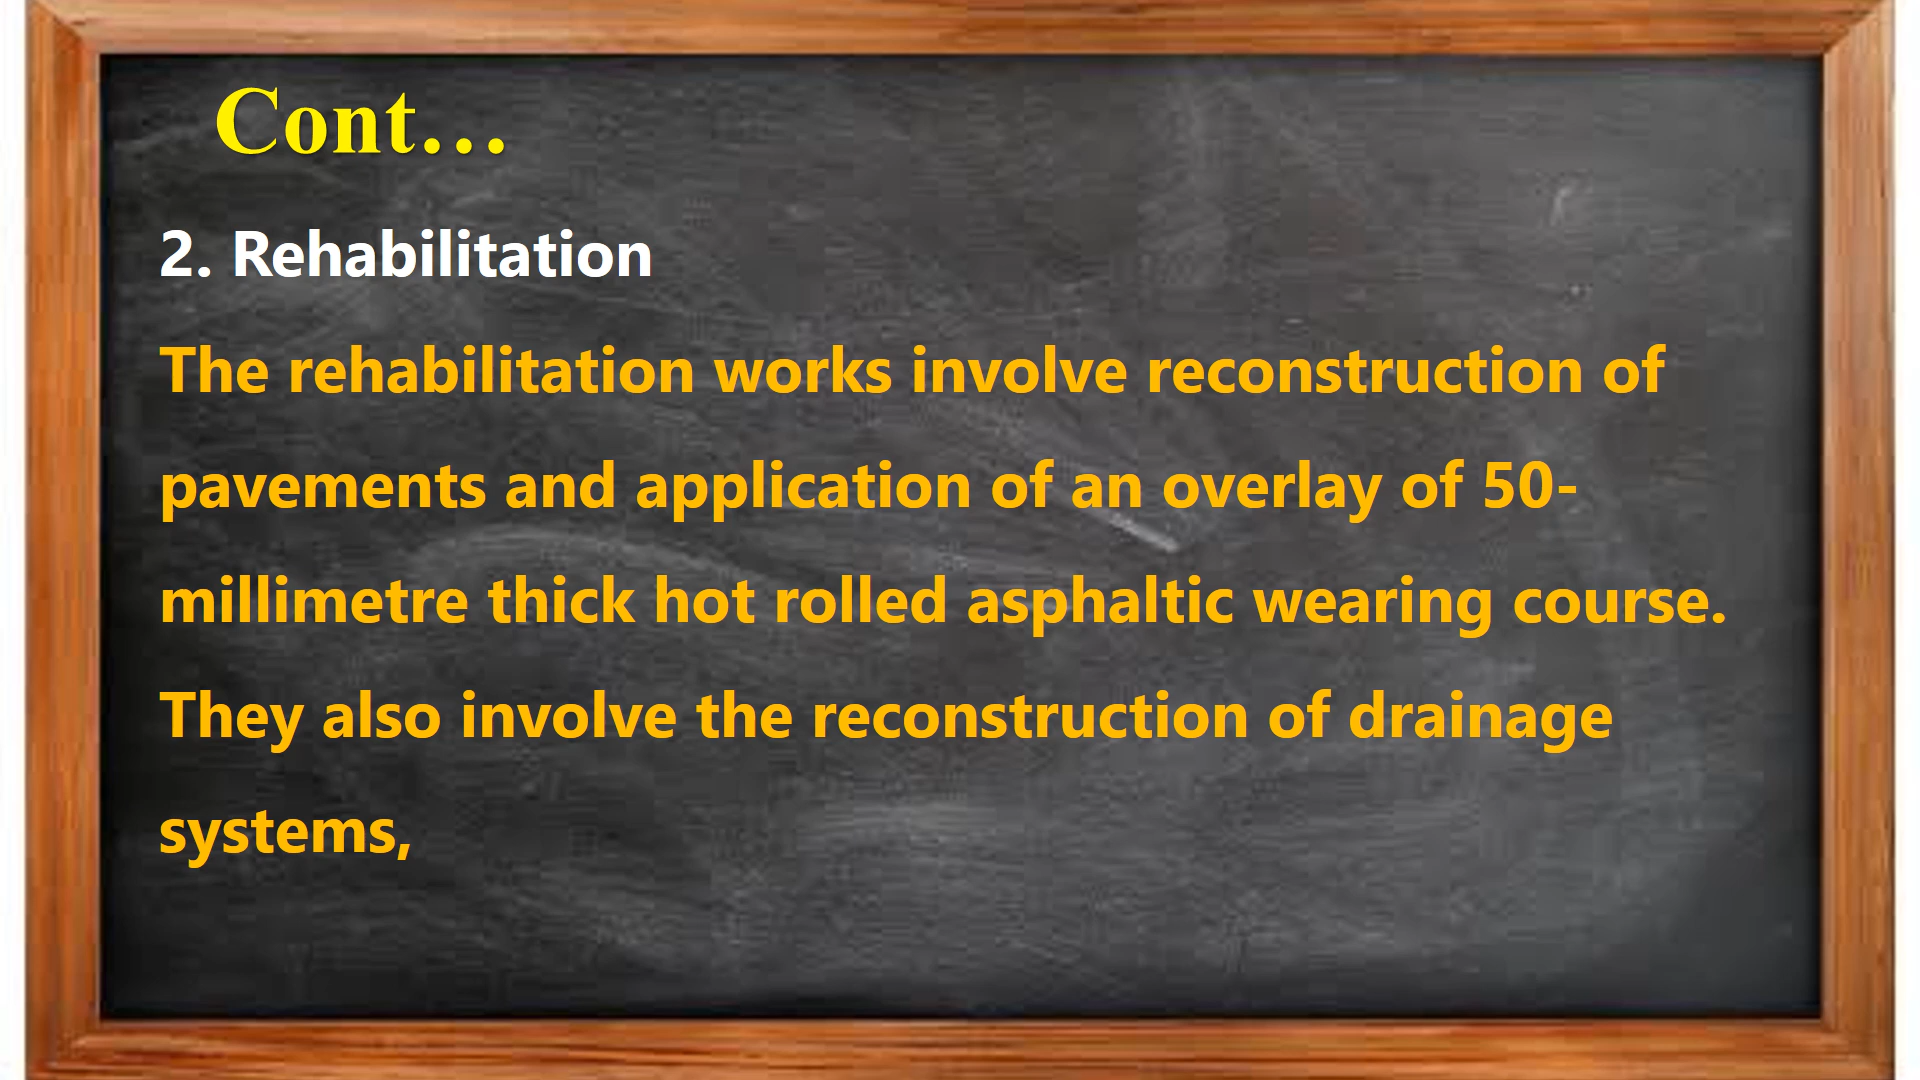 Cont…
2. Rehabilitation
The rehabilitation works involve reconstruction of
pavements and application of an overlay of 50-
millimetre thick hot rolled asphaltic wearing course.
They also involve the reconstruction of drainage
systems,